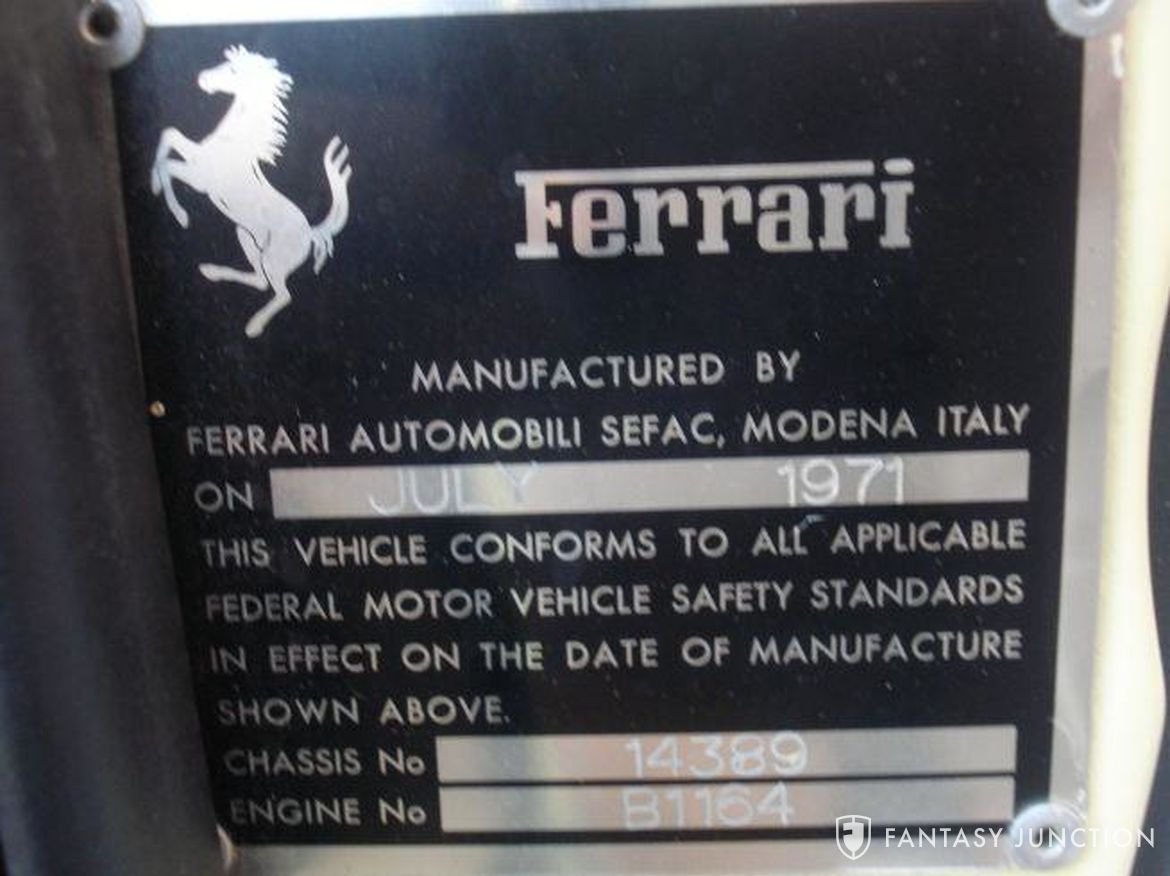 Ferrari
MANUFACTURED BY
FERRARI AUTOMOBILI SEFAC, MODENA ITALY
ON JULY 1971
THIS VEHICLE CONFORMS TO ALL APPLICABLE
FEDERAL MOTOR VEHICLE SAFETY STANDARDS
IN EFFECT ON THE DATE OF MANUFACTURE
SHOWN ABOVE.
CHASSIS No 14389
ENGINE No B1164
FANTASY JUNCTION